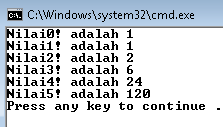 C:\Windows\system32\cmd.exe
Nilai0! adalah 1
Nilai1! adalah 1
Nilai2! adalah 2
Nilai3! adalah 6
Nilai4! adalah 24
Nilai5! adalah 120
Press any key to continue .